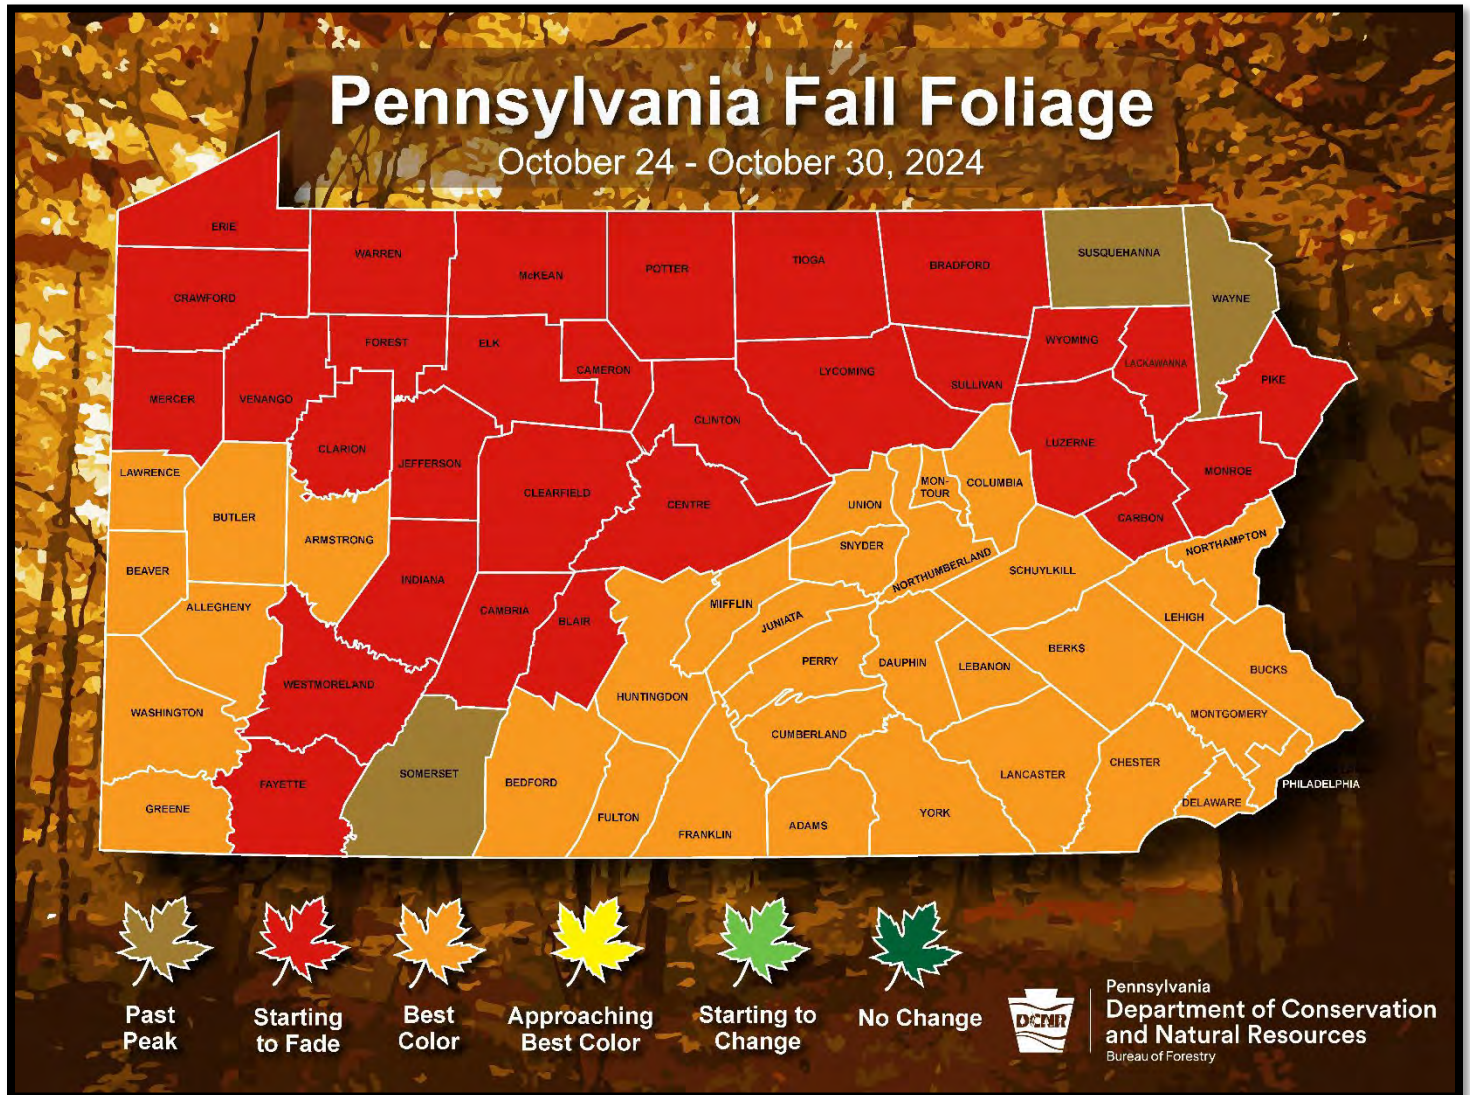 Pennsylvania Fall Foliage
October 24 - October 30, 2024
ERIE
WARREN
McKEAN
POTTER
TIOGA
BRADFORD
SUSQUEHANNA
WAYNE
CRAWFORD
FOREST
ELK
CAMERON
WYOMING
LACKAWANNA
PIKE
MERCER
VENANGO
CLARION
JEFFERSON
CLINTON
LYCOMING
SULLIVAN
LUZERNE
MONROE
LAWRENCE
BUTLER
ARMSTRONG
CLEARFIELD
CENTRE
UNION
MON-
TOUR
COLUMBIA
CARBON
NORTHAMPTON
BEAVER
ALLEGHENY
INDIANA
CAMBRIA
BLAIR
MIFFLIN
SNYDER
JUNIATA
NORTHUMBERLAND
SCHUYLKILL
LEHIGH
WASHINGTON
WESTMORELAND
HUNTINGDON
PERRY
DAUPHIN
LEBANON
BERKS
BUCKS
MONTGOMERY
GREENE
FAYETTE
SOMERSET
BEDFORD
FULTON
FRANKLIN
CUMBERLAND
ADAMS
YORK
LANCASTER
CHESTER
DELAWARE
PHILADELPHIA
Past
Peak
Starting
to Fade
Best
Color
Approaching
Best Color
Starting to
Change
No Change
DCNR
Pennsylvania
Department of Conservation
and Natural Resources
Bureau of Forestry